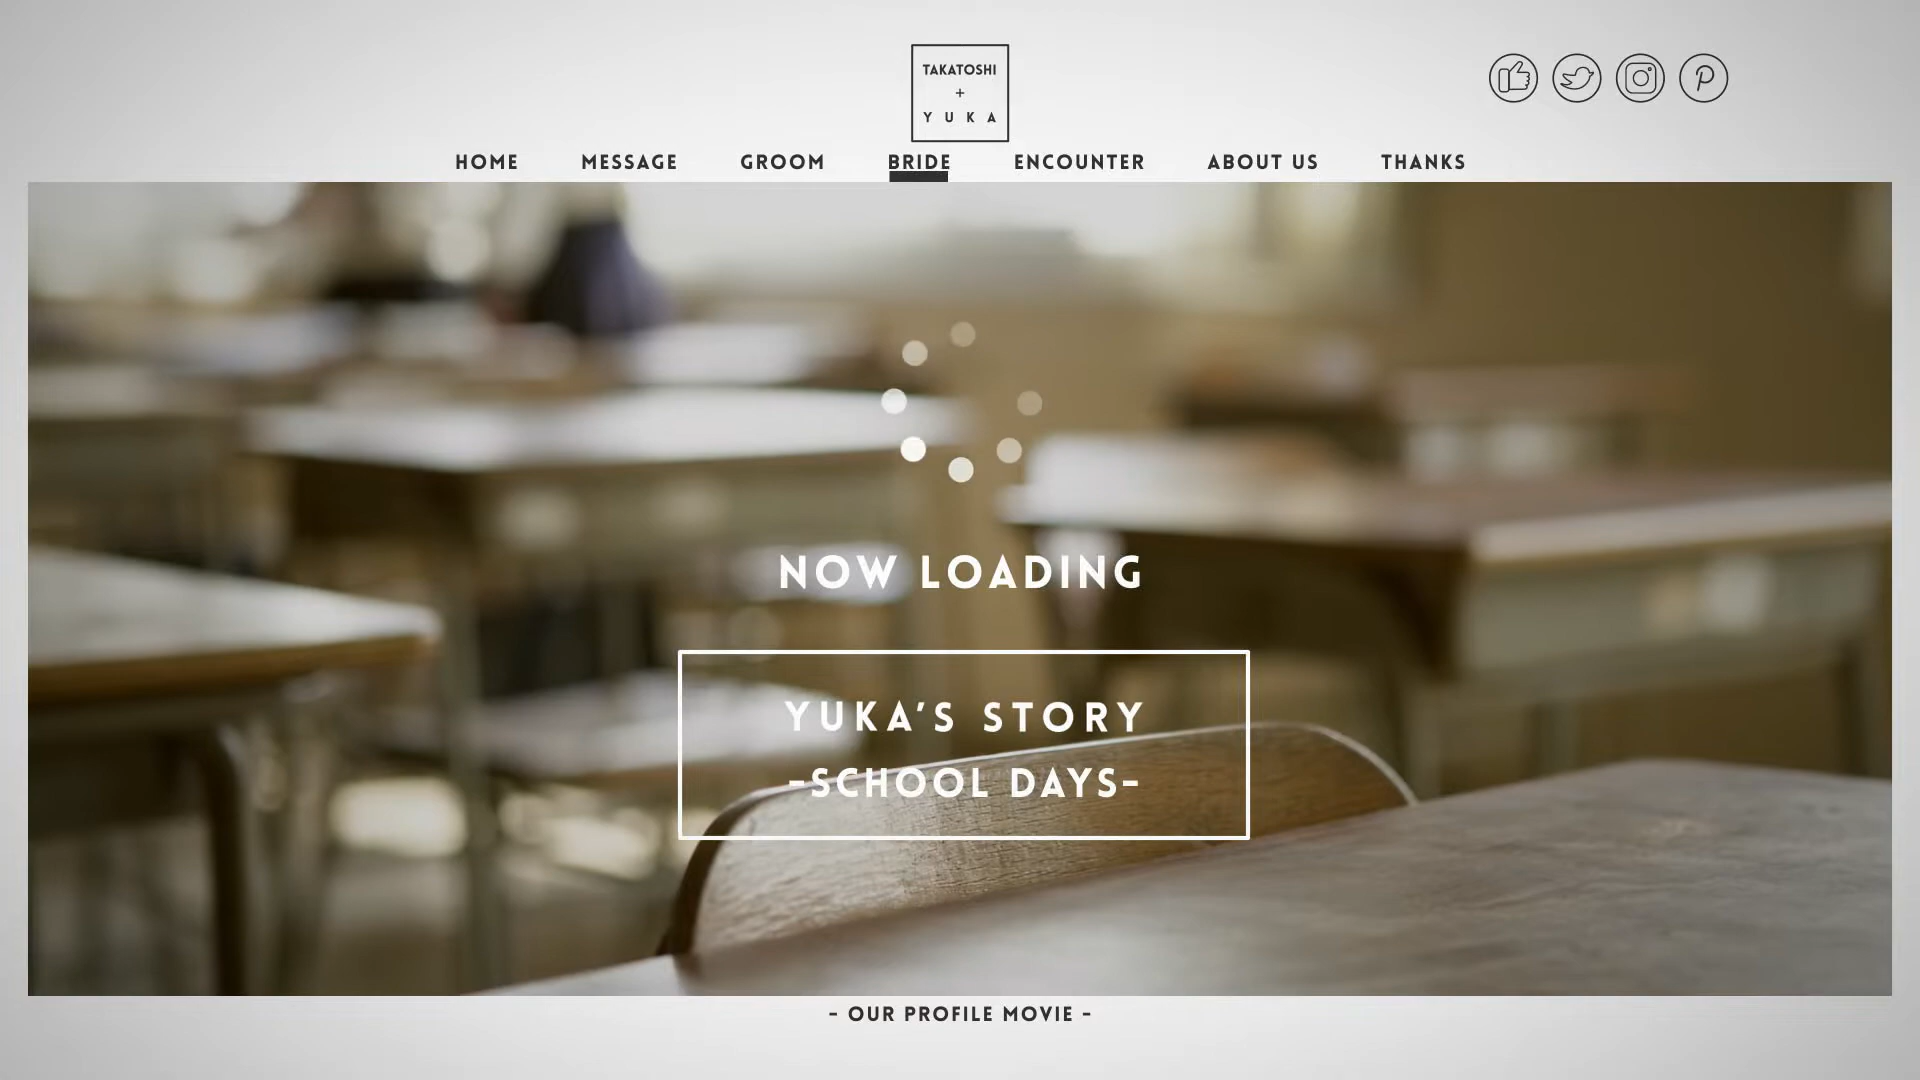 TAKATOSHI
+
YUKA
HOME MESSAGE GROOM BRIDE ENCOUNTER ABOUT US THANKS
NOW LOADING
YUKA'S STORY
-SCHOOL DAYS-
- OUR PROFILE MOVIE -